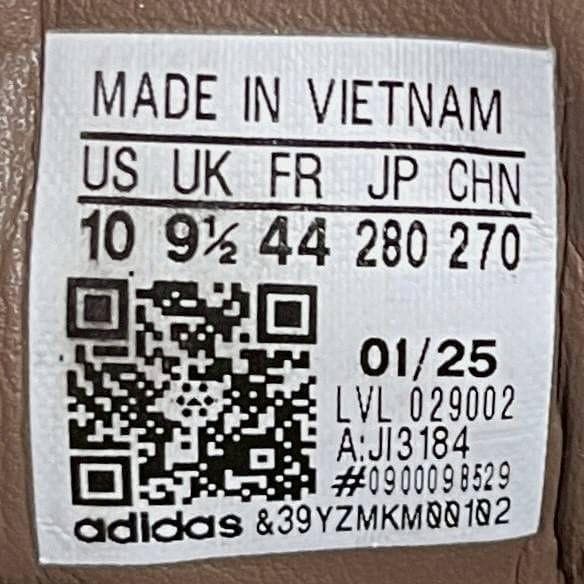 MADE IN VIETNAM
US UK FR JP CHN
10 9½ 44 280 270
01/25
LVL 029002
A:JI3184
#0900098529
adidas &39YZMKM00102